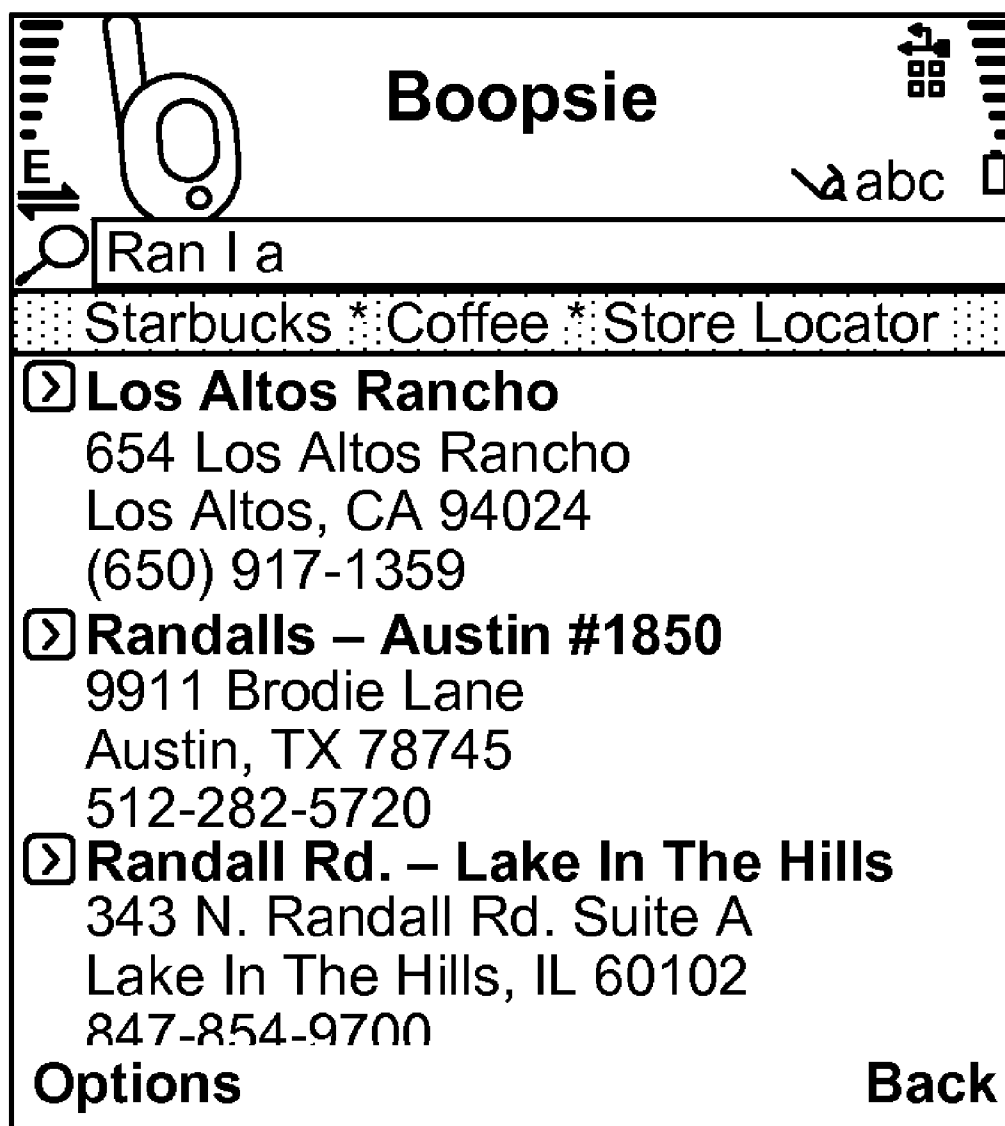 Boopsie
E
abc
Ran l a
Starbucks * Coffee * Store Locator
Los Altos Rancho
654 Los Altos Rancho
Los Altos, CA 94024
(650) 917-1359
Randalls – Austin #1850
9911 Brodie Lane
Austin, TX 78745
512-282-5720
Randall Rd. – Lake In The Hills
343 N. Randall Rd. Suite A
Lake In The Hills, IL 60102
847-854-9700
Options Back